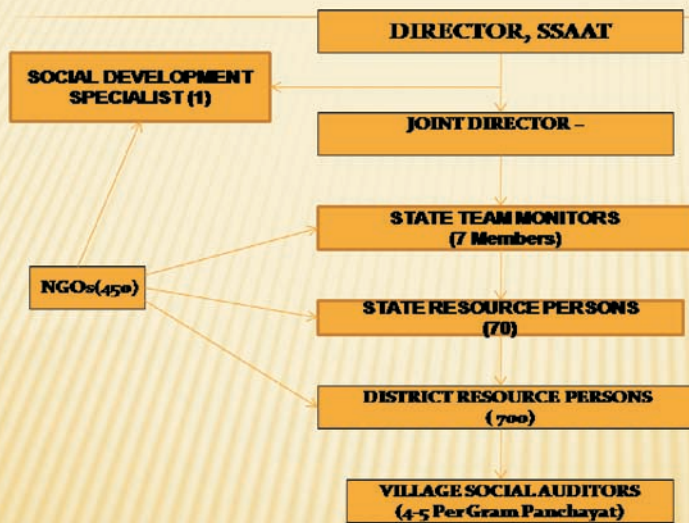 DIRECTOR, SSAAT
SOCIAL DEVELOPMENT
SPECIALIST (1)
JOINT DIRECTOR –
STATE TEAM MONITORS
(7 Members)
NGOs(450)
STATE RESOURCE PERSONS
(70)
DISTRICT RESOURCE PERSONS
( 700)
VILLAGE SOCIAL AUDITORS
(4-5 Per Gram Panchayat)